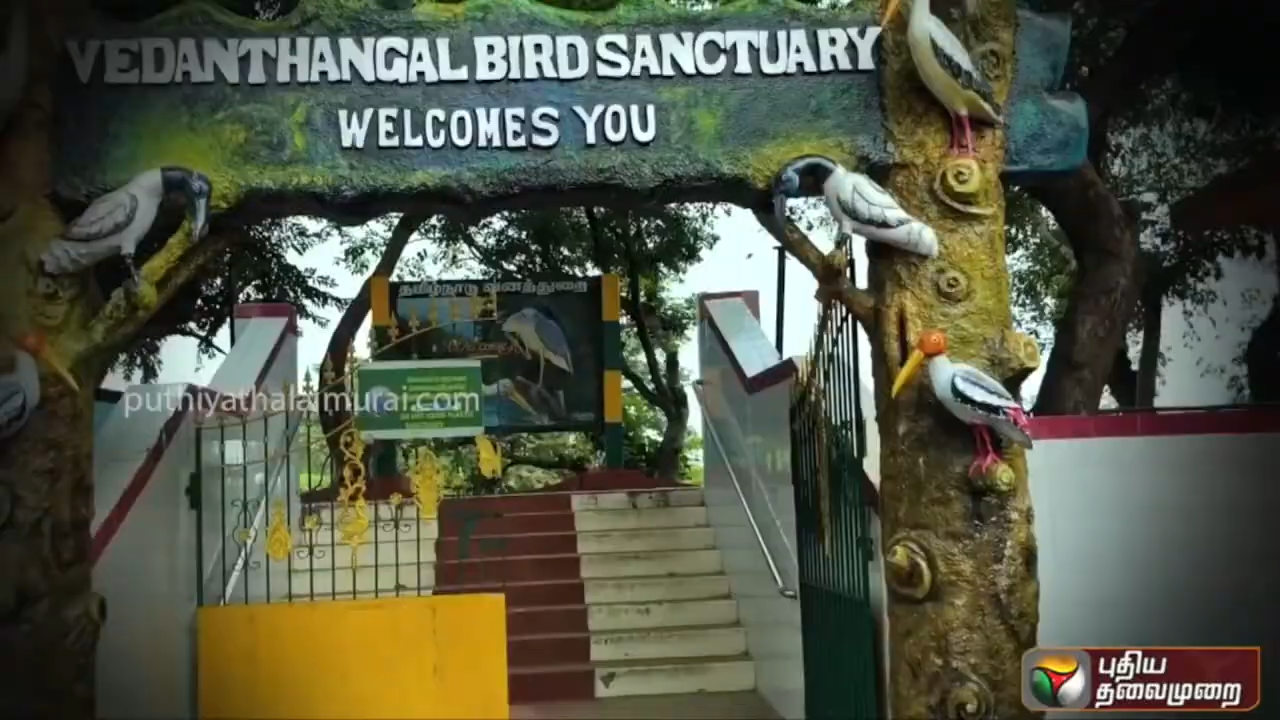 VEDANTHANGAL BIRD SANCTUARY
WELCOMES YOU
தமிழ்நாடு வனத்துறை
puthiyathalaimurai.com
புதிய
தலைமுறை